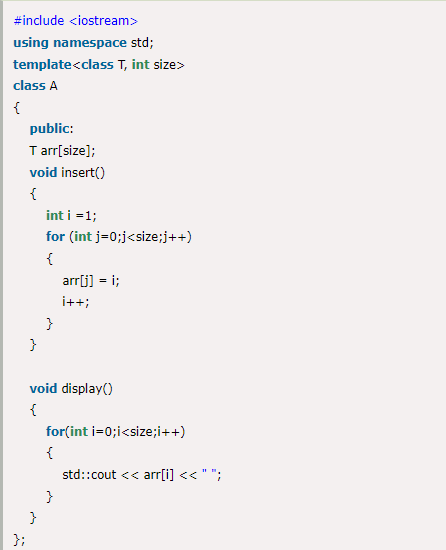 #include <iostream>
using namespace std;
template<class T, int size>
class A
{
    public:
    T arr[size];
    void insert()
    {
        int i =1;
        for (int j=0;j<size;j++)
        {
            arr[j] = i;
            i++;
        }
    }

    void display()
    {
        for(int i=0;i<size;i++)
        {
            std::cout << arr[i] << " ";
        }
    }
};